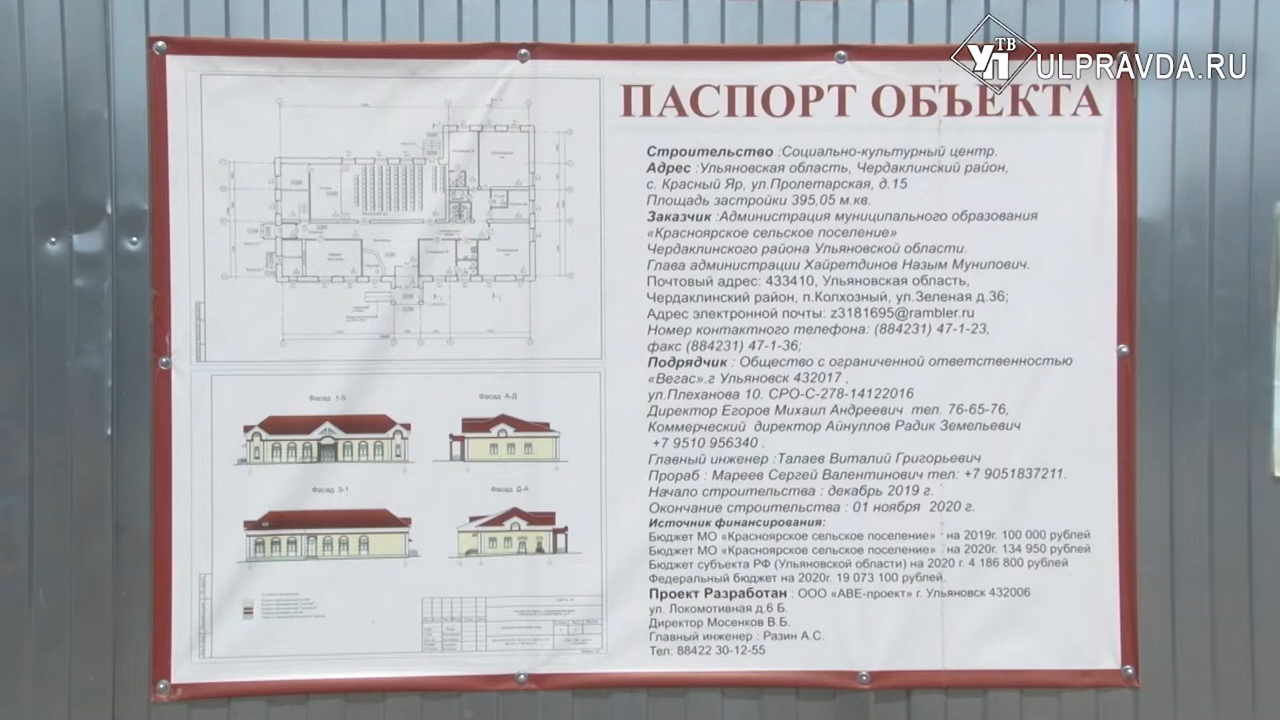 УП ТВ ULPRAVDA.RU
ПАСПОРТ ОБЪЕКТА
Строительство :Социально-культурный центр.
Адрес :Ульяновская область, Чердаклинский район,
с. Красный Яр, ул.Пролетарская, д.15
Площадь застройки 395,05 м.кв.
Заказчик :Администрация муниципального образования
«Красноярское сельское поселение»
Чердаклинского района Ульяновской области.
Глава администрации Хайретдинов Назым Мунипович.
Почтовый адрес: 433410, Ульяновская область,
Чердаклинский район, п.Колхозный, ул.Зеленая д.36;
Адрес электронной почты: z3181695@rambler.ru
Номер контактного телефона: (884231) 47-1-23,
факс (884231) 47-1-36;
Подрядчик : Общество с ограниченной ответственностью
«Вегас».г Ульяновск 432017 ,
ул.Плеханова 10. СРО-С-278-14122016
Директор Егоров Михаил Андреевич тел. 76-65-76,
Коммерческий директор Айнуллов Радик Земельевич
+7 9510 956340 .
Главный инженер :Талаев Виталий Григорьевич
Прораб : Мареев Сергей Валентинович тел: +7 9051837211.
Начало строительства : декабрь 2019 г.
Окончание строительства : 01 ноября 2020 г.
Источник финансирования:
Бюджет МО «Красноярское сельское поселение» на 2019г. 100 000 рублей
Бюджет МО «Красноярское сельское поселение» на 2020г. 134 950 рублей
Бюджет субъекта РФ (Ульяновской области) на 2020 г. 4 186 800 рублей
Федеральный бюджет на 2020г. 19 073 100 рублей.
Проект Разработан : ООО «АВЕ-проект» г. Ульяновск 432006
ул. Локомотивная д.6 Б.
Директор Мосенков В.Б.
Главный инженер : Разин А.С.
Тел: 88422 30-12-55
Фасад 1-5
Фасад А-Д
Фасад 5-1
Фасад Д-А